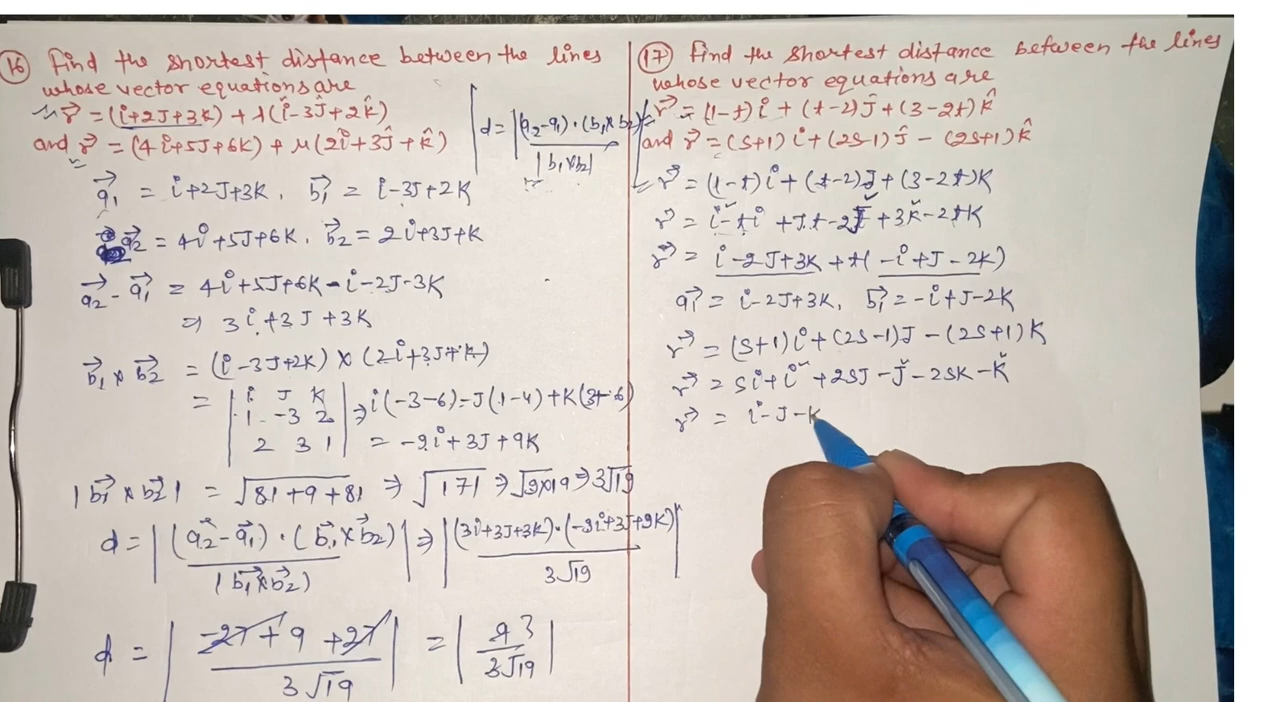 16) Find the shortest distance between the lines
whose vector equations are
r⃗ = (i+2J+3K) + λ(î-3Ĵ+2k̂)
and r⃗ = (4i+5J+6K) + μ(2î+3Ĵ+k̂)
a₁⃗ = i+2J+3K, b₁⃗ = i-3J+2K
a₂⃗ = 4i+5J+6K, b₂⃗ = 2i+3J+K
a₂⃗ - a₁⃗ = 4i+5J+6K-i-2J-3K
⇒ 3i+3J+3K
b₁⃗ × b₂⃗ = (i-3J+2K) × (2i+3J+K)
= | i J K
1 -3 2
2 3 1 | ⇒ i(-3-6)-J(1-4)+K(3+6)
= -9i+3J+9K
|b₁⃗ × b₂⃗| = √81+9+81 ⇒ √171 ⇒ √9×19 ⇒ 3√19
d = |(a₂⃗-a₁⃗)·(b₁⃗×b₂⃗)| ⇒ |(3i+3J+3K)·(-9i+3J+9K)|
|b₁⃗×b₂⃗| 3√19
d = | -27+9+27 | = | 9 3 |
3√19 3√19
d = |(a₂-a₁)·(b₁×b₂)|
|b₁×b₂|
17) Find the shortest distance between the lines
whose vector equations are
r⃗ = (1-t)i + (t-2)Ĵ + (3-2t)k̂
and r⃗ = (s+1)i + (2s-1)Ĵ - (2s+1)k̂
r⃗ = (1-t)i + (t-2)J + (3-2t)K
r⃗ = i-ti + Jt-2J + 3K-2tK
r⃗ = i-2J+3K + t(-i+J-2K)
a₁⃗ = i-2J+3K, b₁⃗ = -i+J-2K
r⃗ = (s+1)i + (2s-1)J - (2s+1)K
r⃗ = si+i+2sJ-J-2sK-K
r⃗ = i-J-K